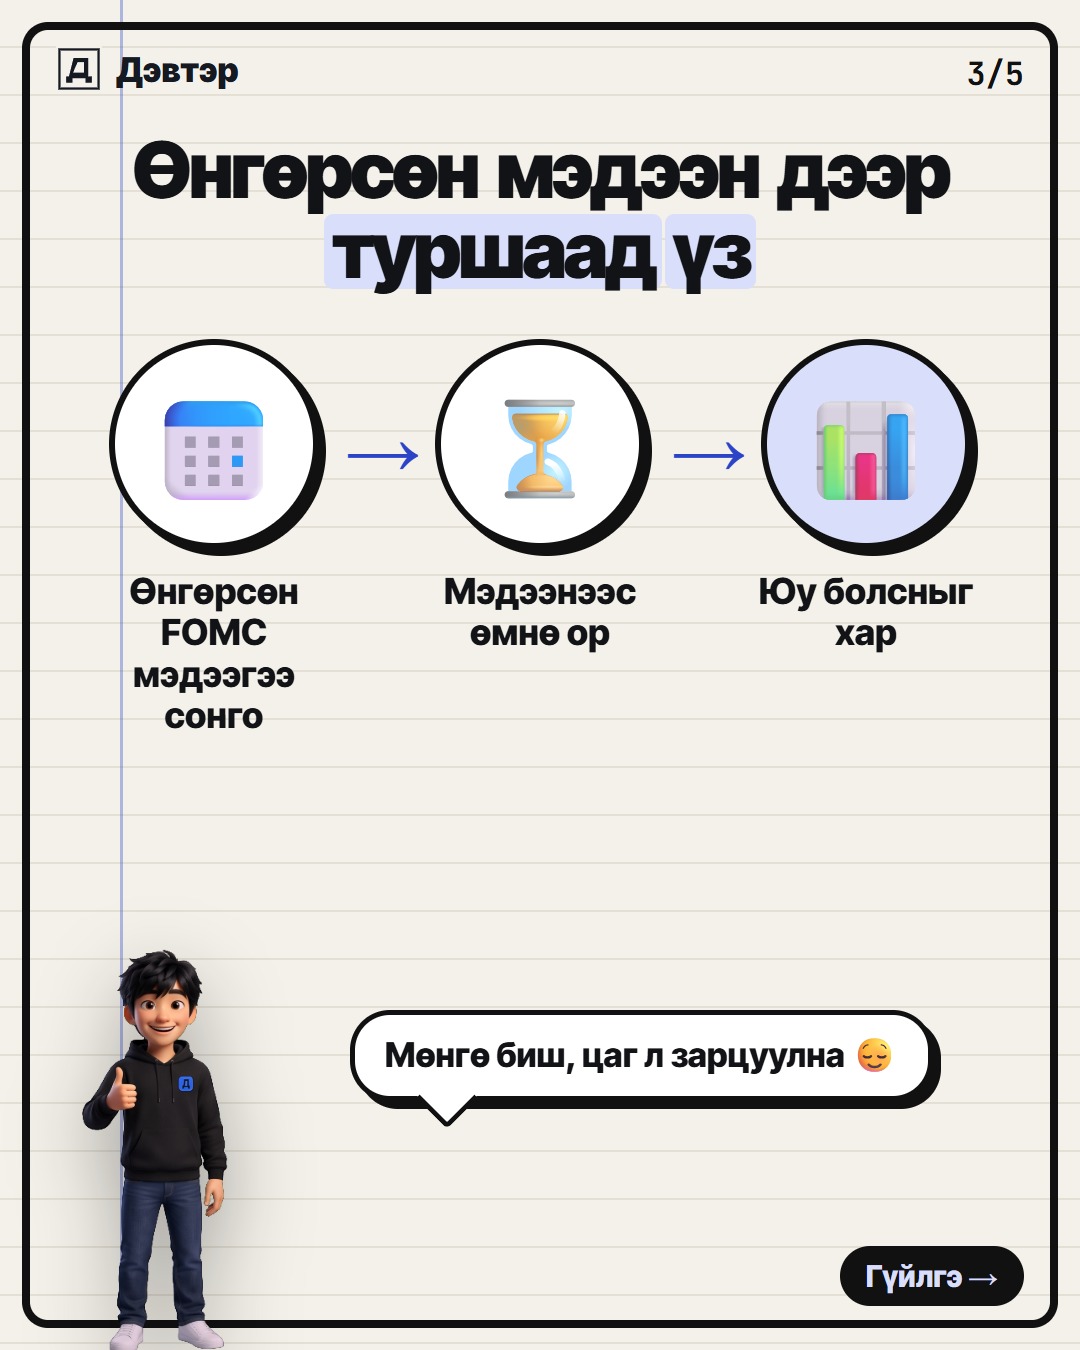 Д Дэвтэр
3/5
Өнгөрсөн мэдээн дээр
туршаад үз
Өнгөрсөн
FOMC
мэдээгээ
сонго
Мэдээнээс
өмнө ор
Юу болсныг
хар
Д
Мөнгө биш, цаг л зарцуулна 😌
Гүйлгэ →